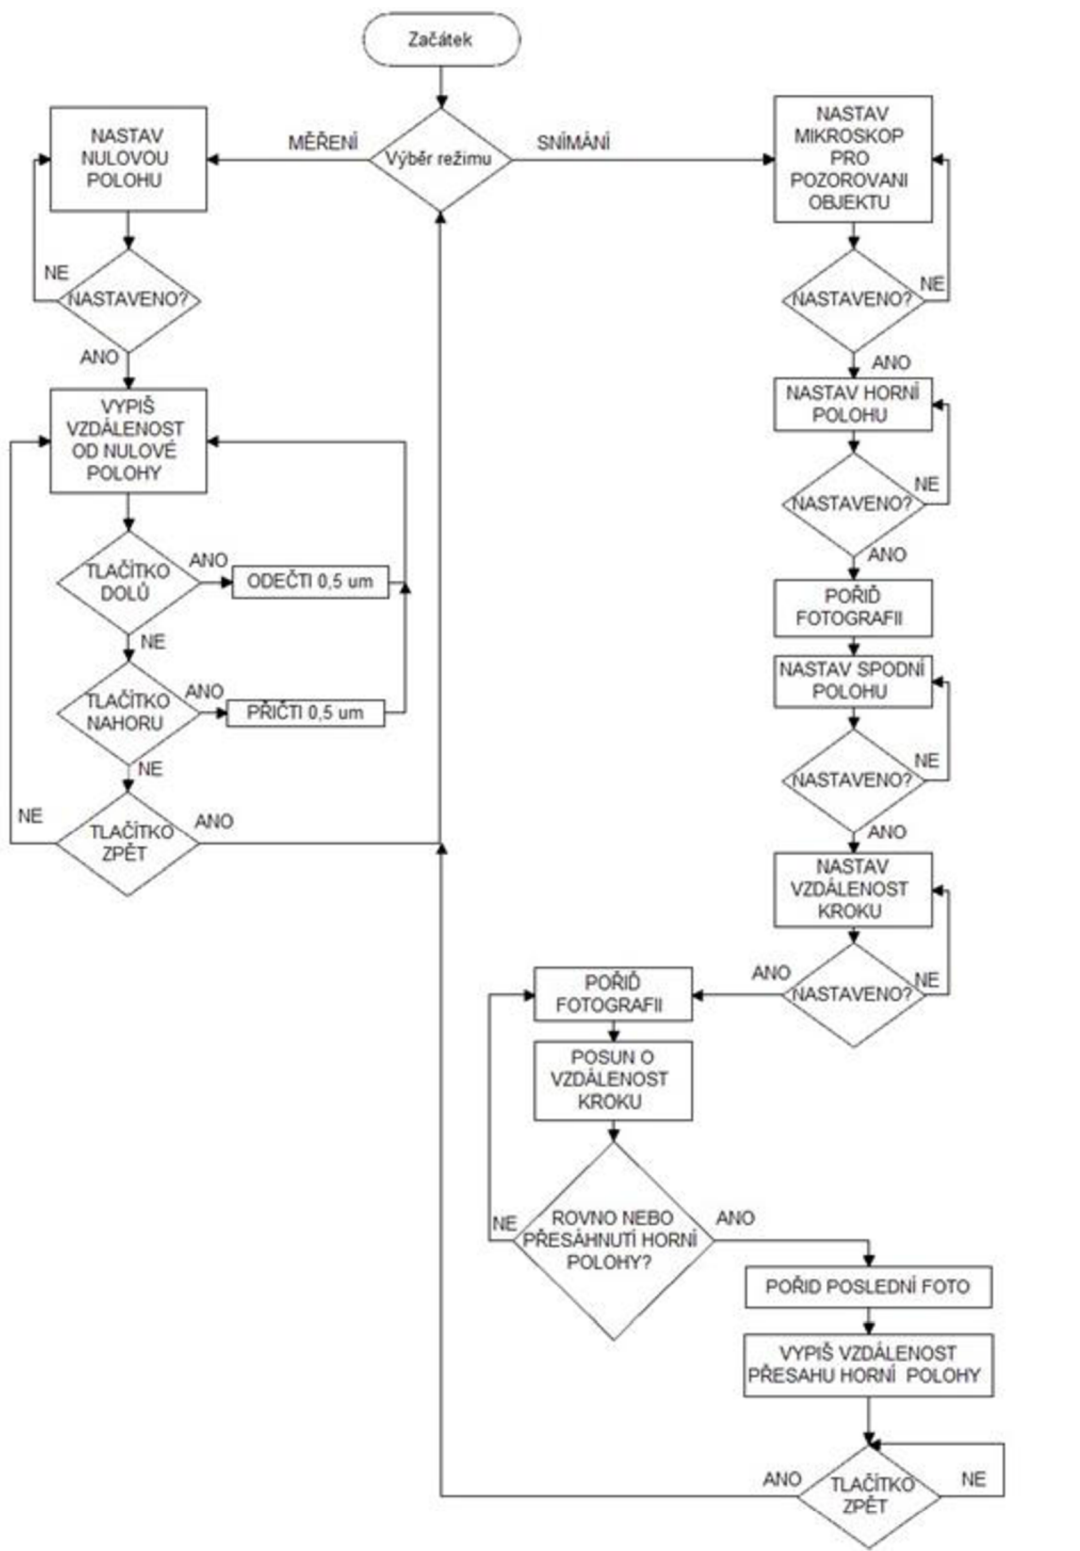 Začátek
MĚŘENÍ
Výběr režimu
SNÍMÁNÍ
NASTAV
NULOVOU
POLOHU
NE
NASTAVENO?
ANO
VYPIŠ
VZDÁLENOST
OD NULOVÉ
POLOHY
TLAČÍTKO
DOLŮ
ANO
ODEČTI 0,5 um
NE
TLAČÍTKO
NAHORU
ANO
PŘIČTI 0,5 um
NE
NE
TLAČÍTKO
ZPĚT
ANO
NASTAV
MIKROSKOP
PRO
POZOROVANI
OBJEKTU
NASTAVENO?
NE
ANO
NASTAV HORNÍ
POLOHU
NASTAVENO?
NE
ANO
POŘIĎ
FOTOGRAFII
NASTAV SPODNÍ
POLOHU
NASTAVENO?
NE
ANO
NASTAV
VZDÁLENOST
KROKU
NASTAVENO?
NE
ANO
POŘIĎ
FOTOGRAFII
POSUN O
VZDÁLENOST
KROKU
NE
ROVNO NEBO
PŘESÁHNUTÍ HORNÍ
POLOHY?
ANO
POŘID POSLEDNÍ FOTO
VYPIŠ VZDÁLENOST
PŘESAHU HORNÍ POLOHY
ANO
TLAČÍTKO
ZPĚT
NE